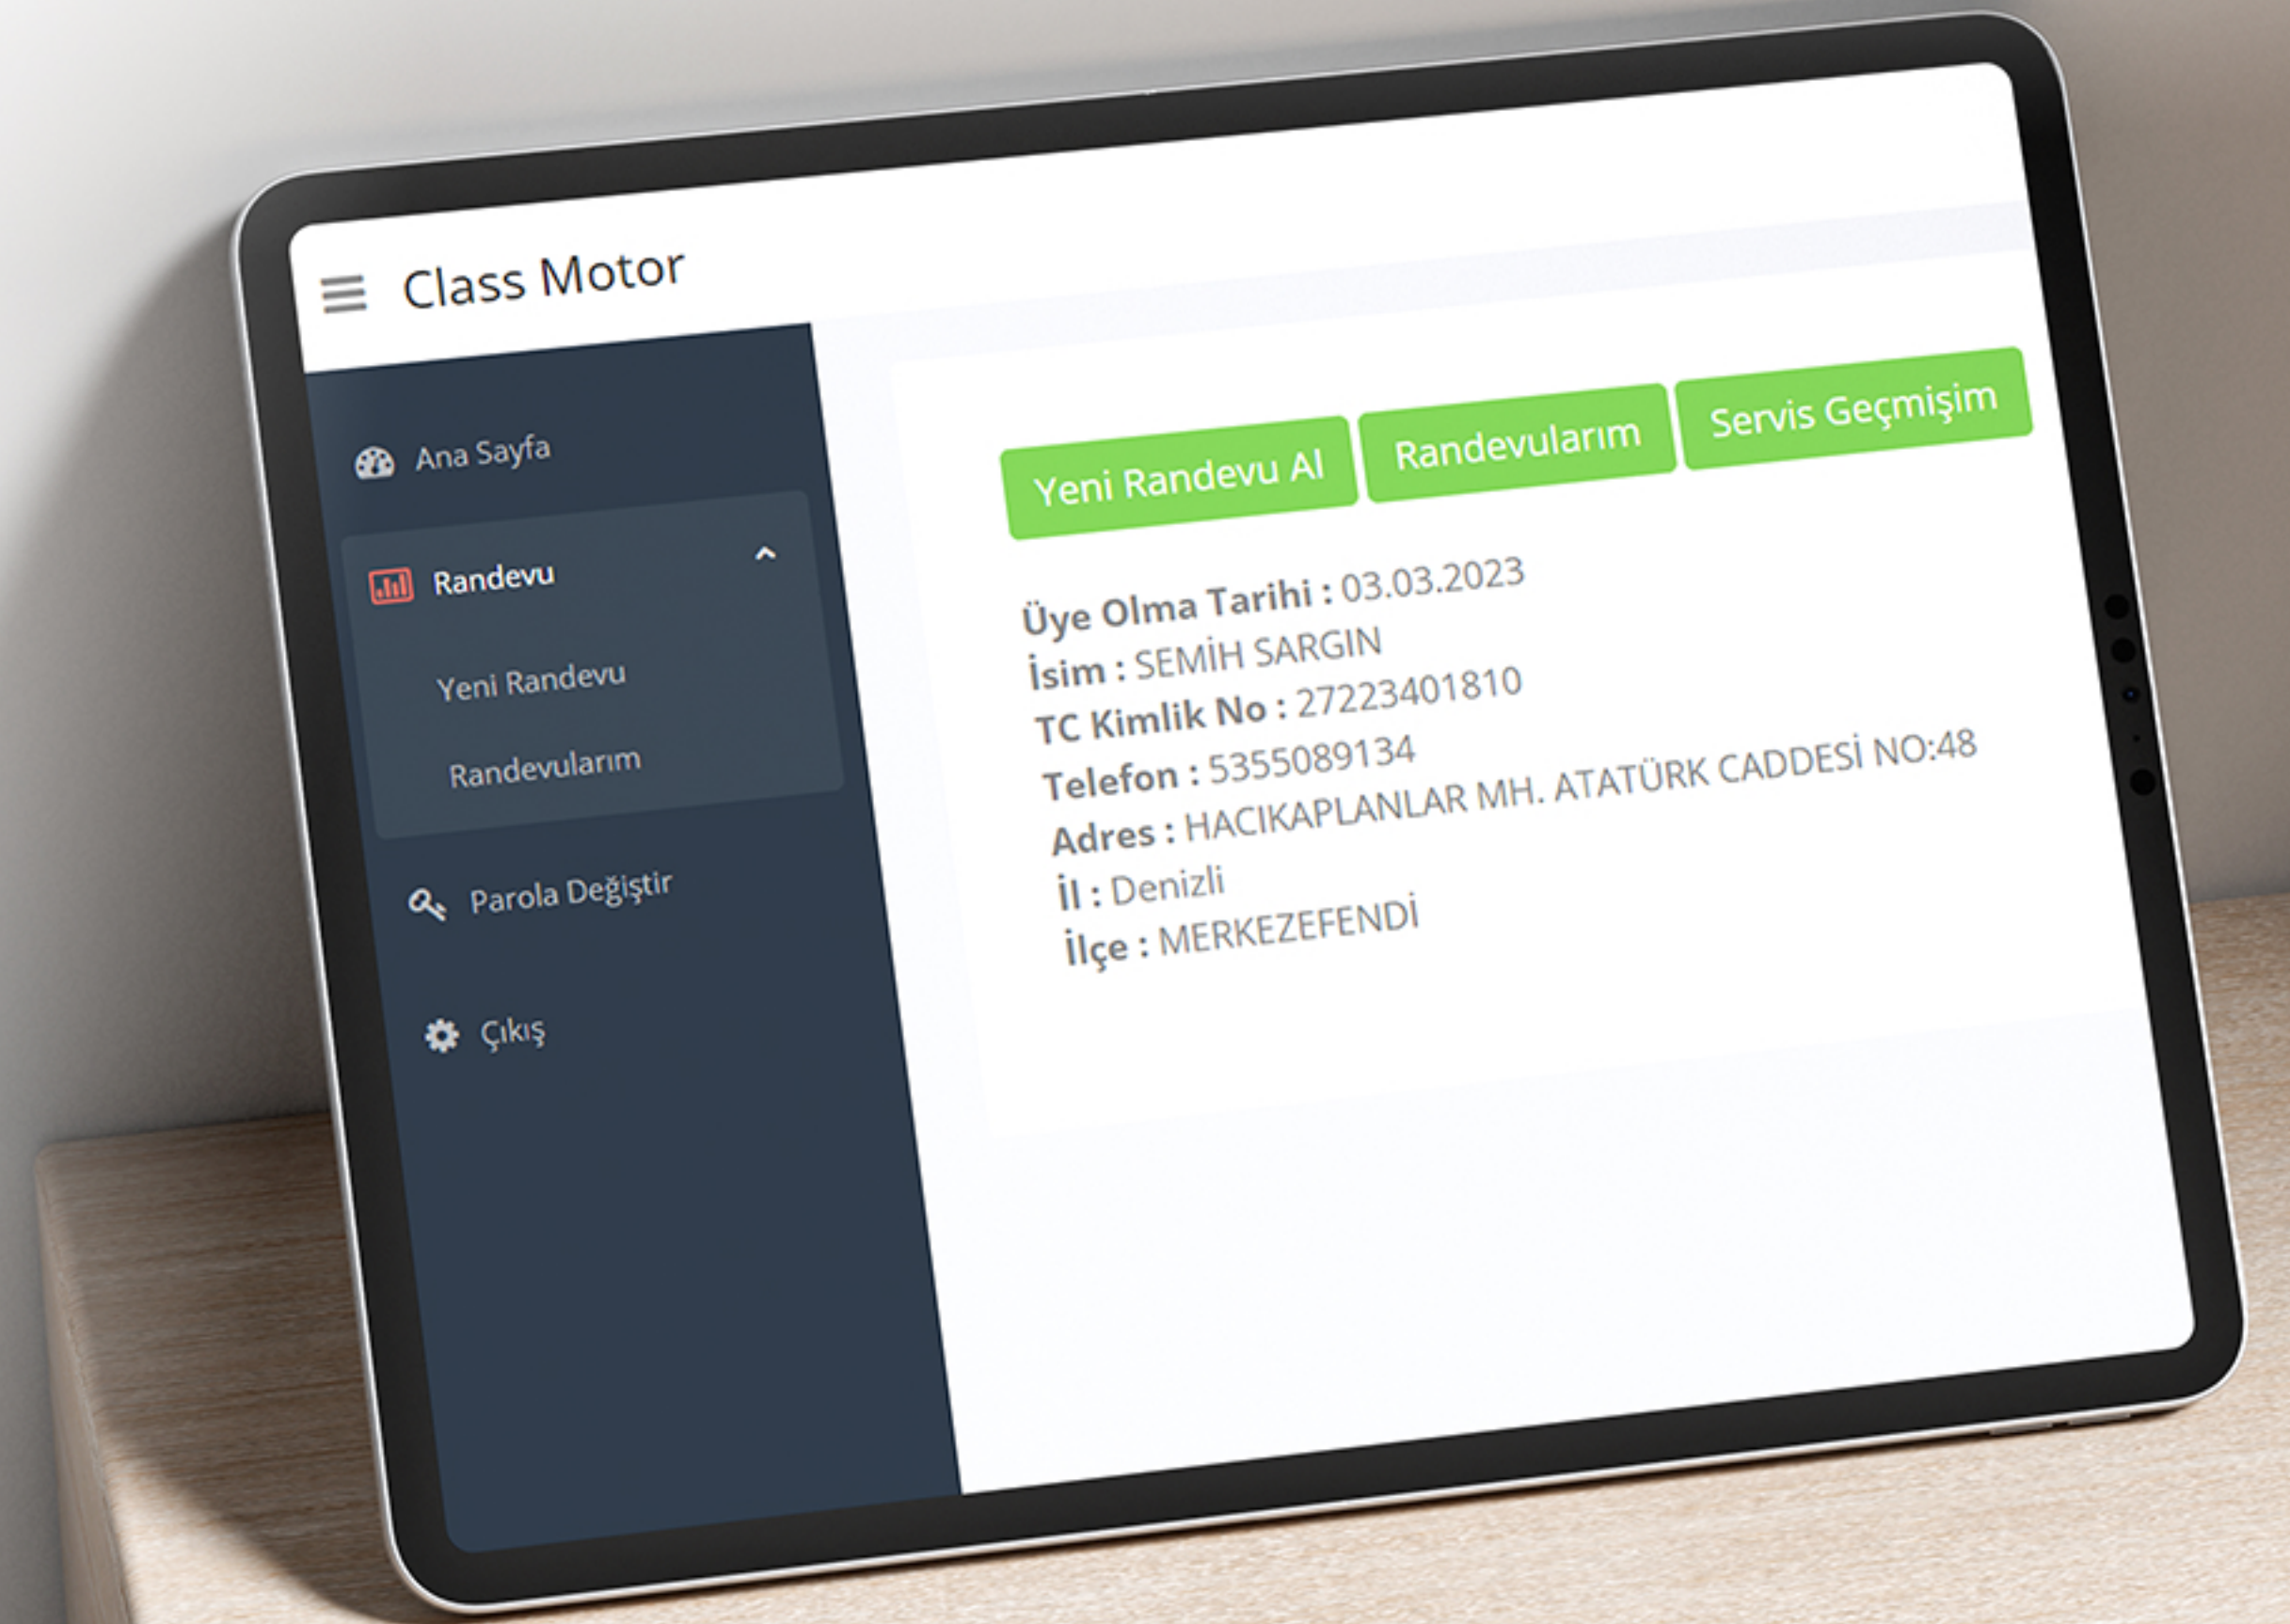 Class Motor
Ana Sayfa
Randevu
Yeni Randevu
Randevularım
Parola Değiştir
Çıkış
Yeni Randevu Al
Randevularım
Servis Geçmişim
Üye Olma Tarihi : 03.03.2023
İsim : SEMİH SARGIN
TC Kimlik No : 27223401810
Telefon : 5355089134
Adres : HACIKAPLANLAR MH. ATATÜRK CADDESİ NO:48
İl : Denizli
İlçe : MERKEZEFENDİ